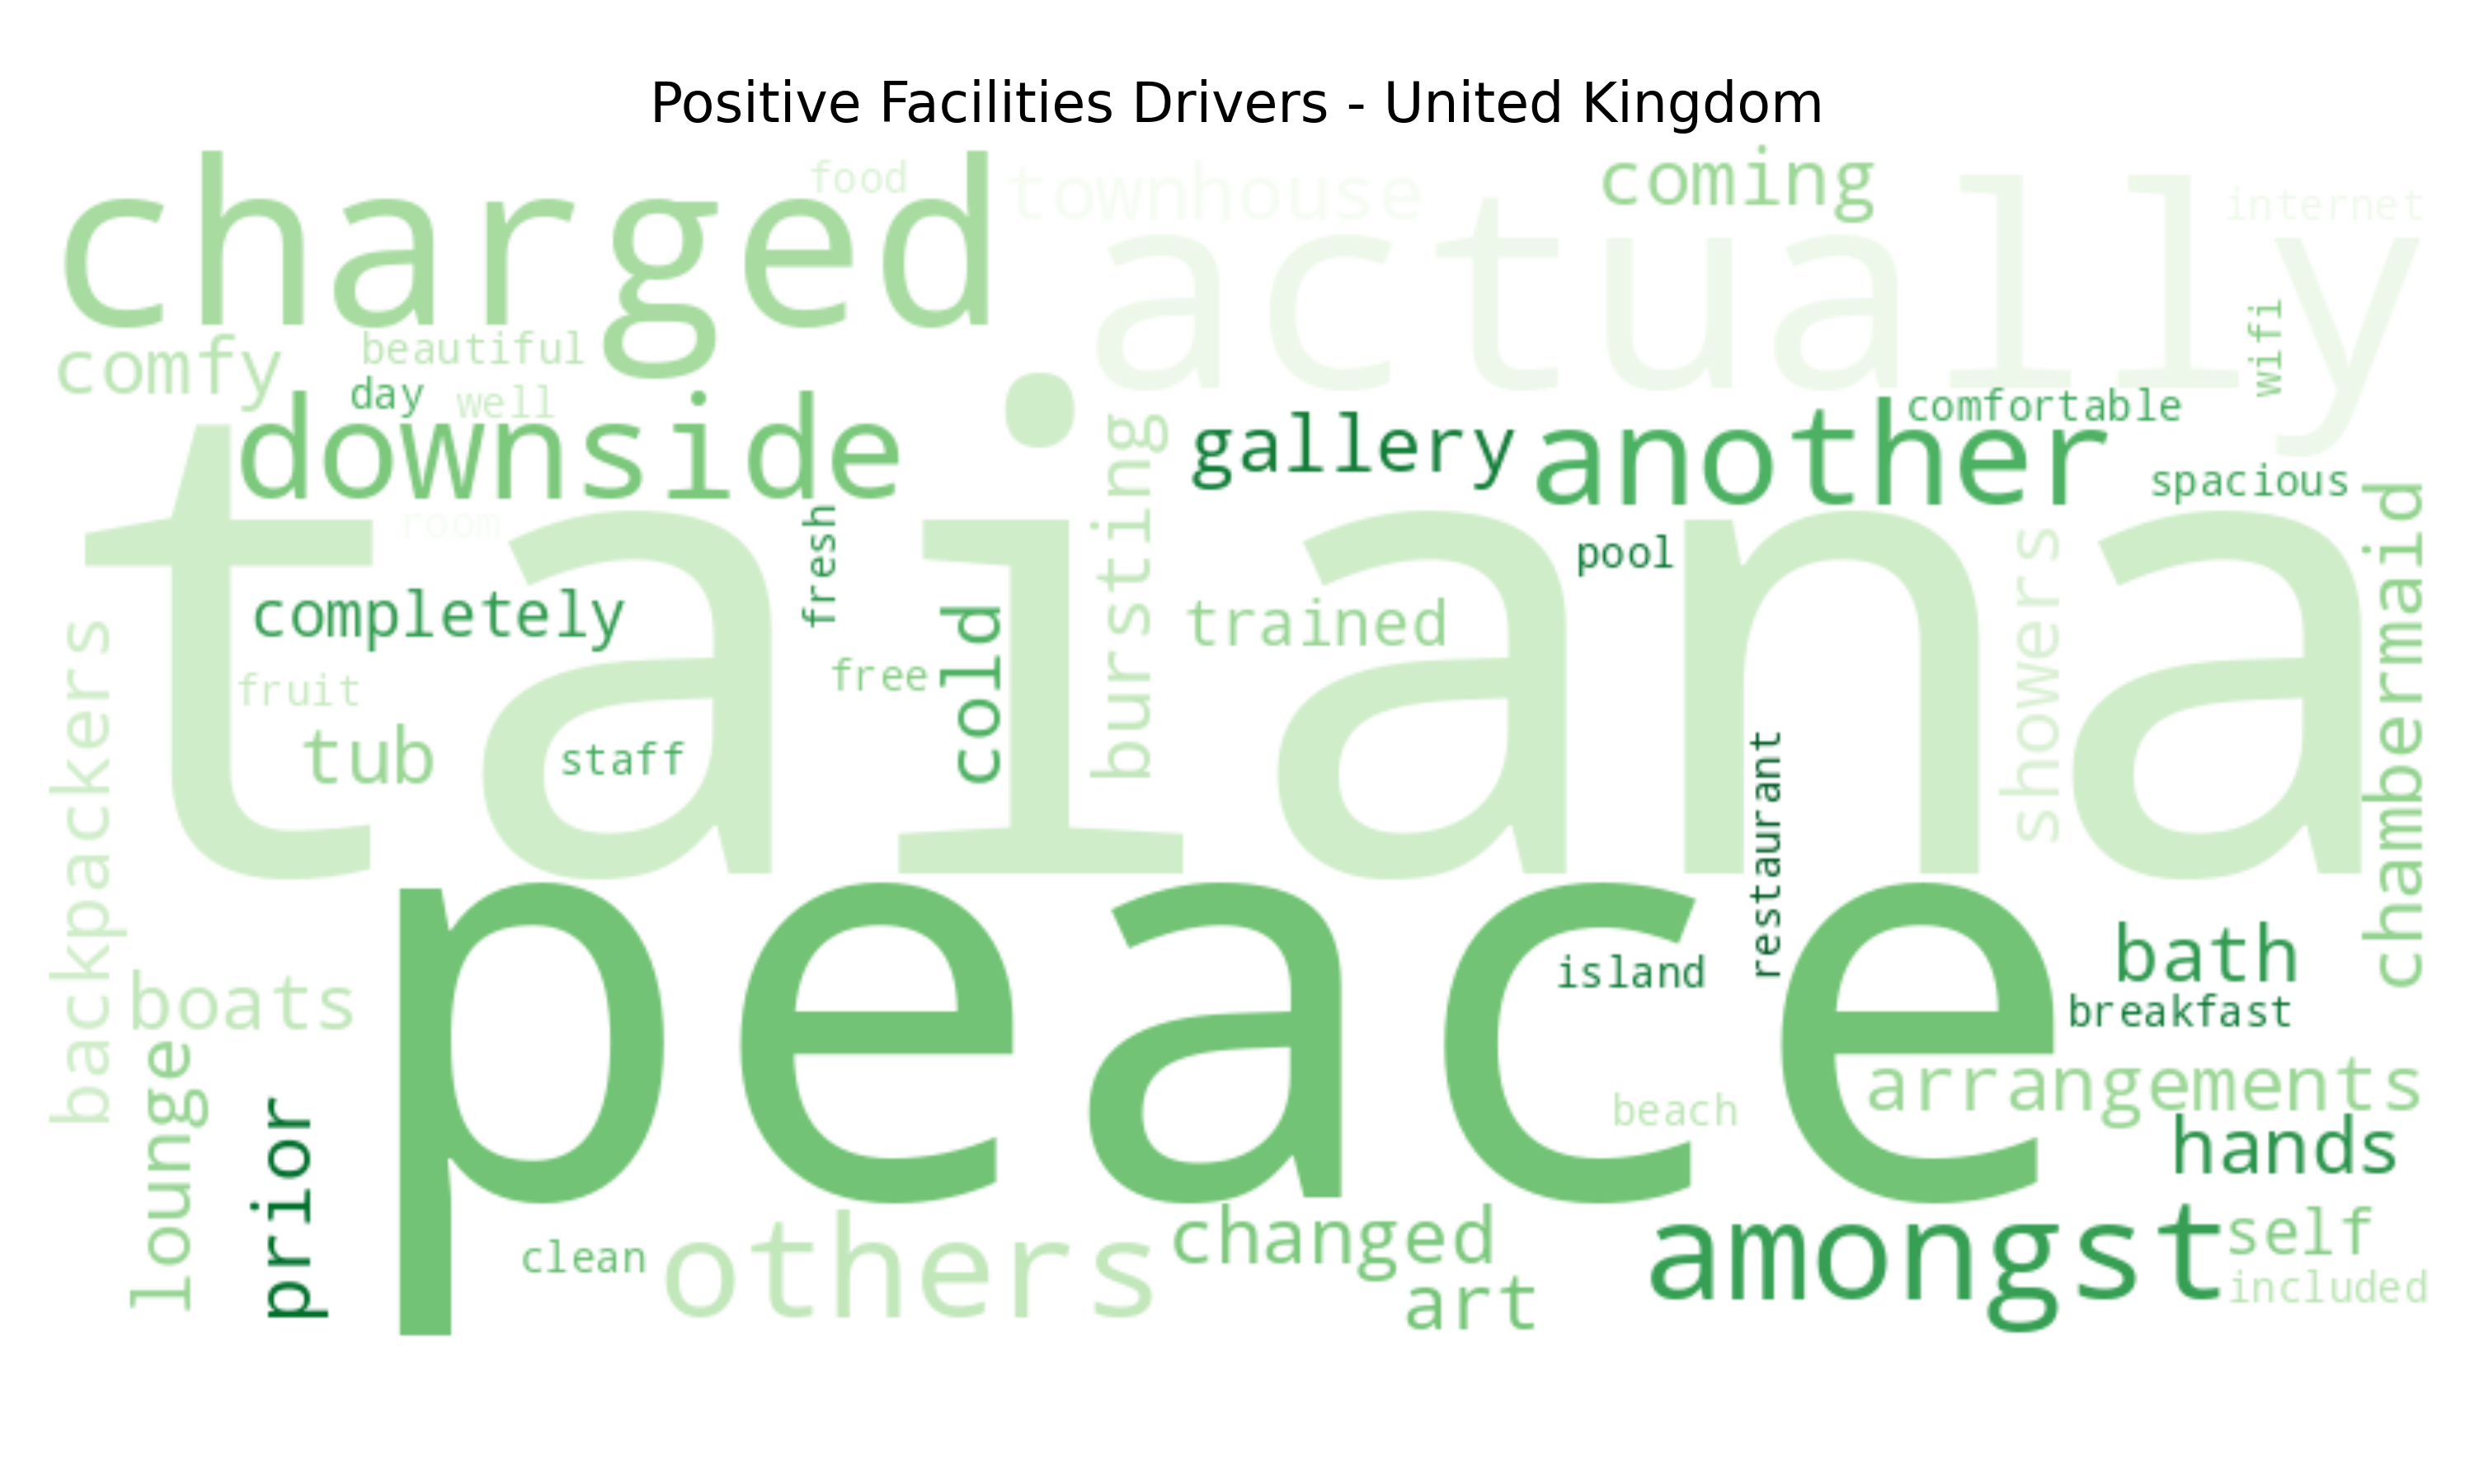 Positive Facilities Drivers - United Kingdom
charged
food
townhouse
coming
actually
internet
comfy
beautiful
day
well
downside
wifi
gallery
another
comfortable
spacious
taiana
room
fresh
bursting
pool
completely
trained
showers
chambermaid
fruit
free
cold
tub
staff
backpackers
restaurant
peace
island
bath
breakfast
boats
lounge
beach
arrangements
prior
hands
clean
others
changed
art
amongst
self
included